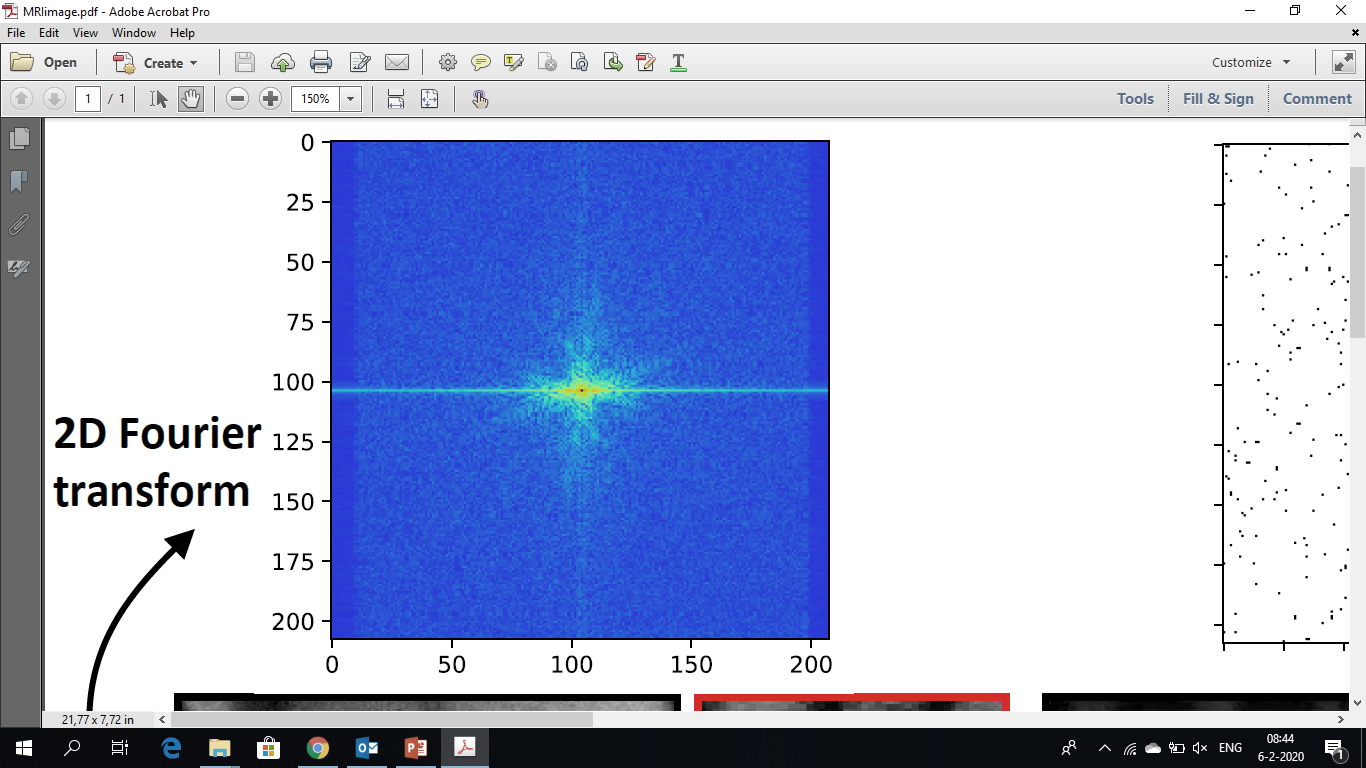 MRIimage.pdf - Adobe Acrobat Pro
File Edit View Window Help
Open Create Customize
1 / 1 150% Tools Fill & Sign Comment
0
25
50
75
100
125
150
175
200
0 50 100 150 200
2D Fourier
transform
21,77 x 7,72 in
08:44
ENG
6-2-2020
1